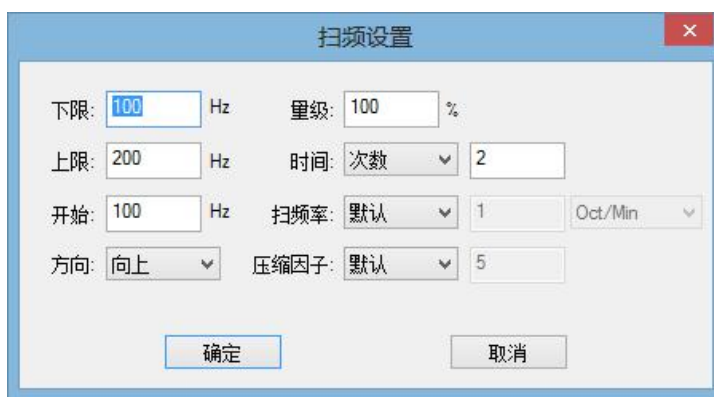 扫频设置
下限: 100 Hz 量级: 100 %
上限: 200 Hz 时间: 次数 2
开始: 100 Hz 扫频率: 默认 1 Oct/Min
方向: 向上 压缩因子: 默认 5
确定 取消